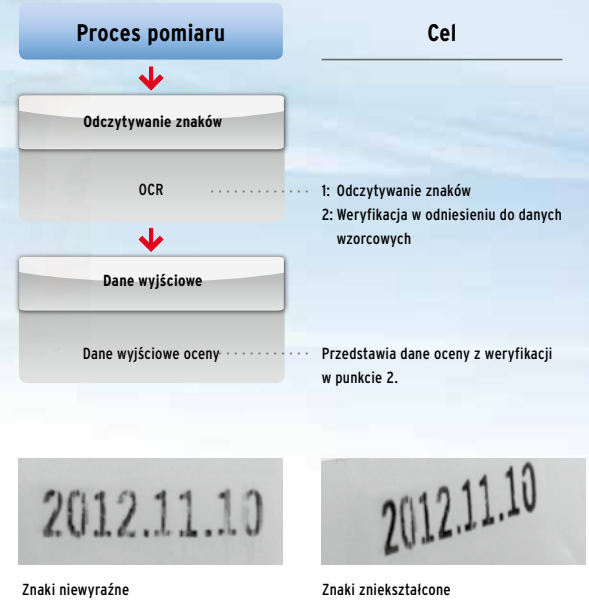 Proces pomiaru
Cel
Odczytywanie znaków
OCR
1: Odczytywanie znaków
2: Weryfikacja w odniesieniu do danych
wzorcowych
Dane wyjściowe
Dane wyjściowe oceny
Przedstawia dane oceny z weryfikacji
w punkcie 2.
2012.11.10
2012.11.10
Znaki niewyraźne
Znaki zniekształcone